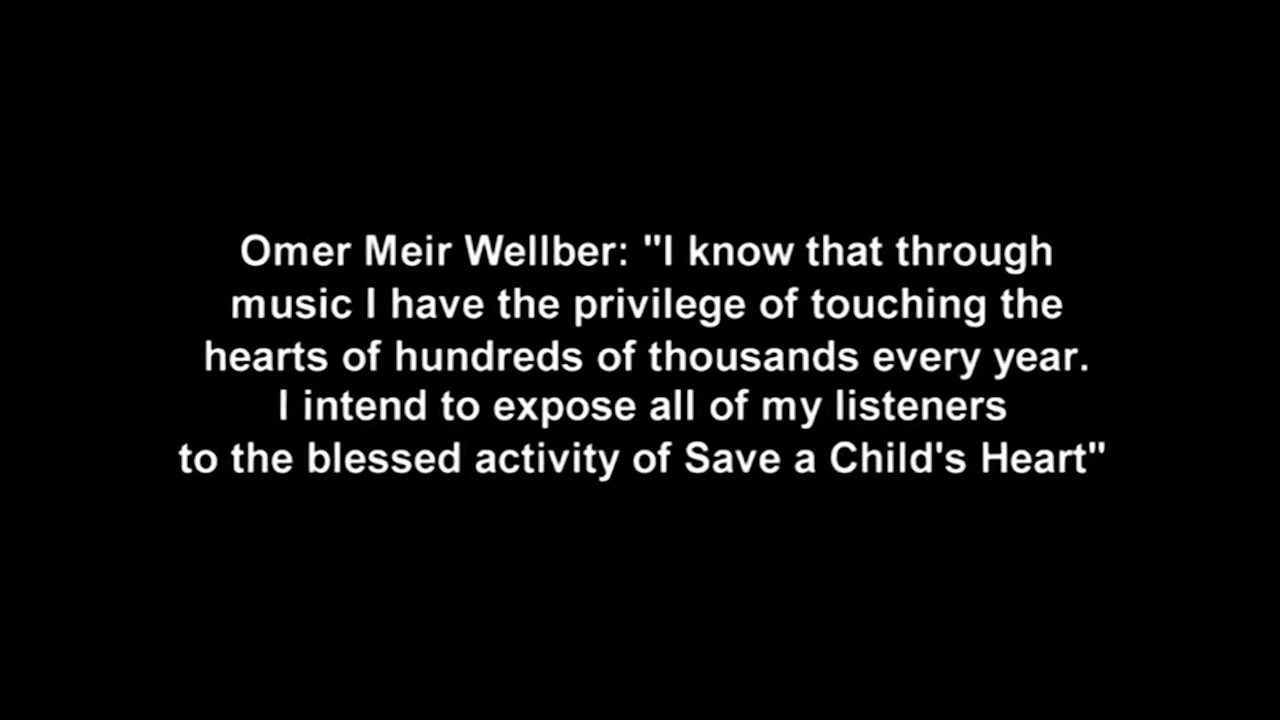 Omer Meir Wellber: "I know that through
music I have the privilege of touching the
hearts of hundreds of thousands every year.
I intend to expose all of my listeners
to the blessed activity of Save a Child's Heart"